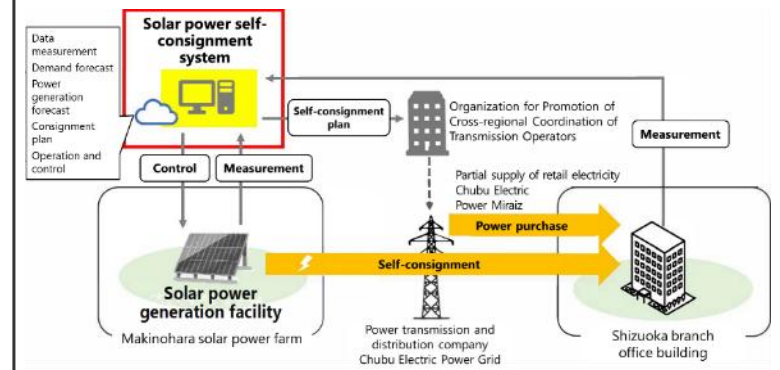 Solar power self-
consignment
system
Data
measurement
Demand forecast
Power
generation
forecast
Consignment
plan
Operation and
control
Self-consignment
plan
Organization for Promotion of
Cross-regional Coordination of
Transmission Operators
Measurement
Control
Measurement
Partial supply of retail electricity
Chubu Electric
Power Miraiz
Power purchase
Self-consignment
Solar power
generation facility
Makinohara solar power farm
Power transmission and
distribution company
Chubu Electric Power Grid
Shizuoka branch
office building